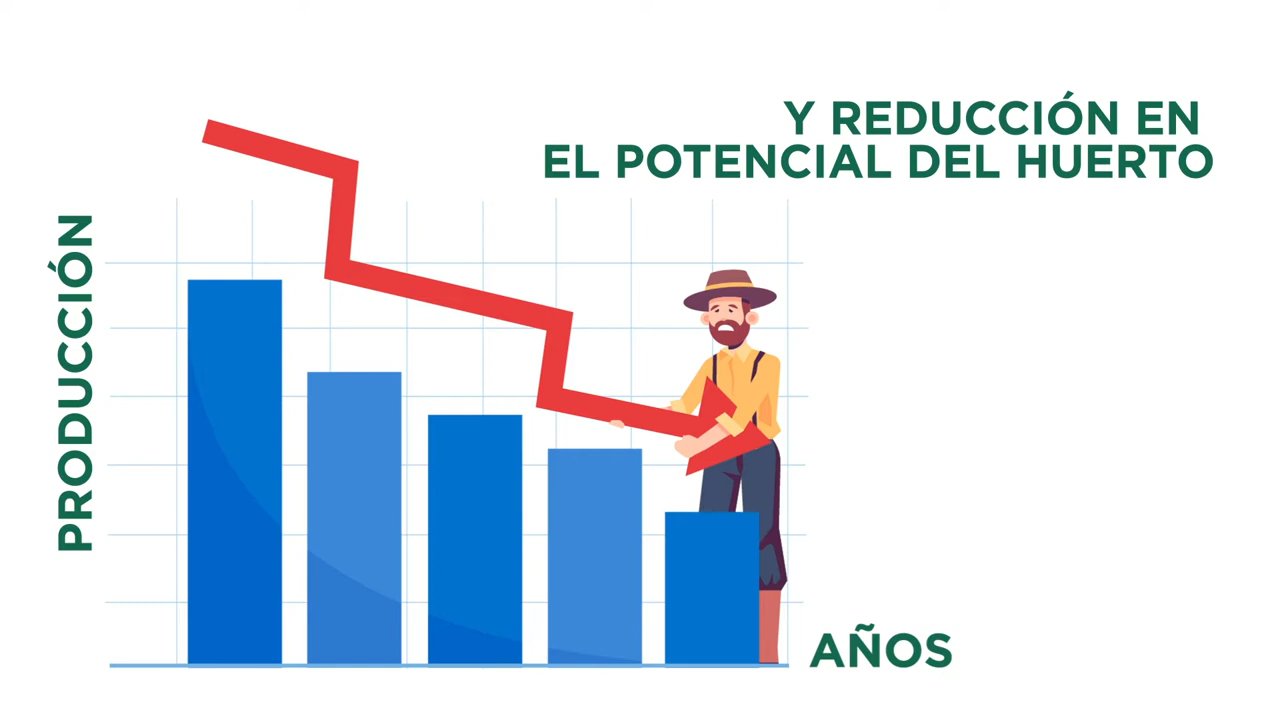 Y REDUCCIÓN EN
EL POTENCIAL DEL HUERTO
PRODUCCIÓN
AÑOS